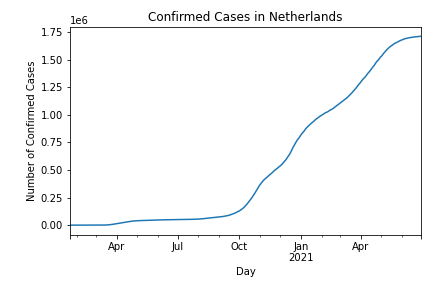 Confirmed Cases in Netherlands
1e6
1.75
1.50
1.25
1.00
0.75
0.50
0.25
0.00
Number of Confirmed Cases
Apr
Jul
Oct
Jan
2021
Apr
Day